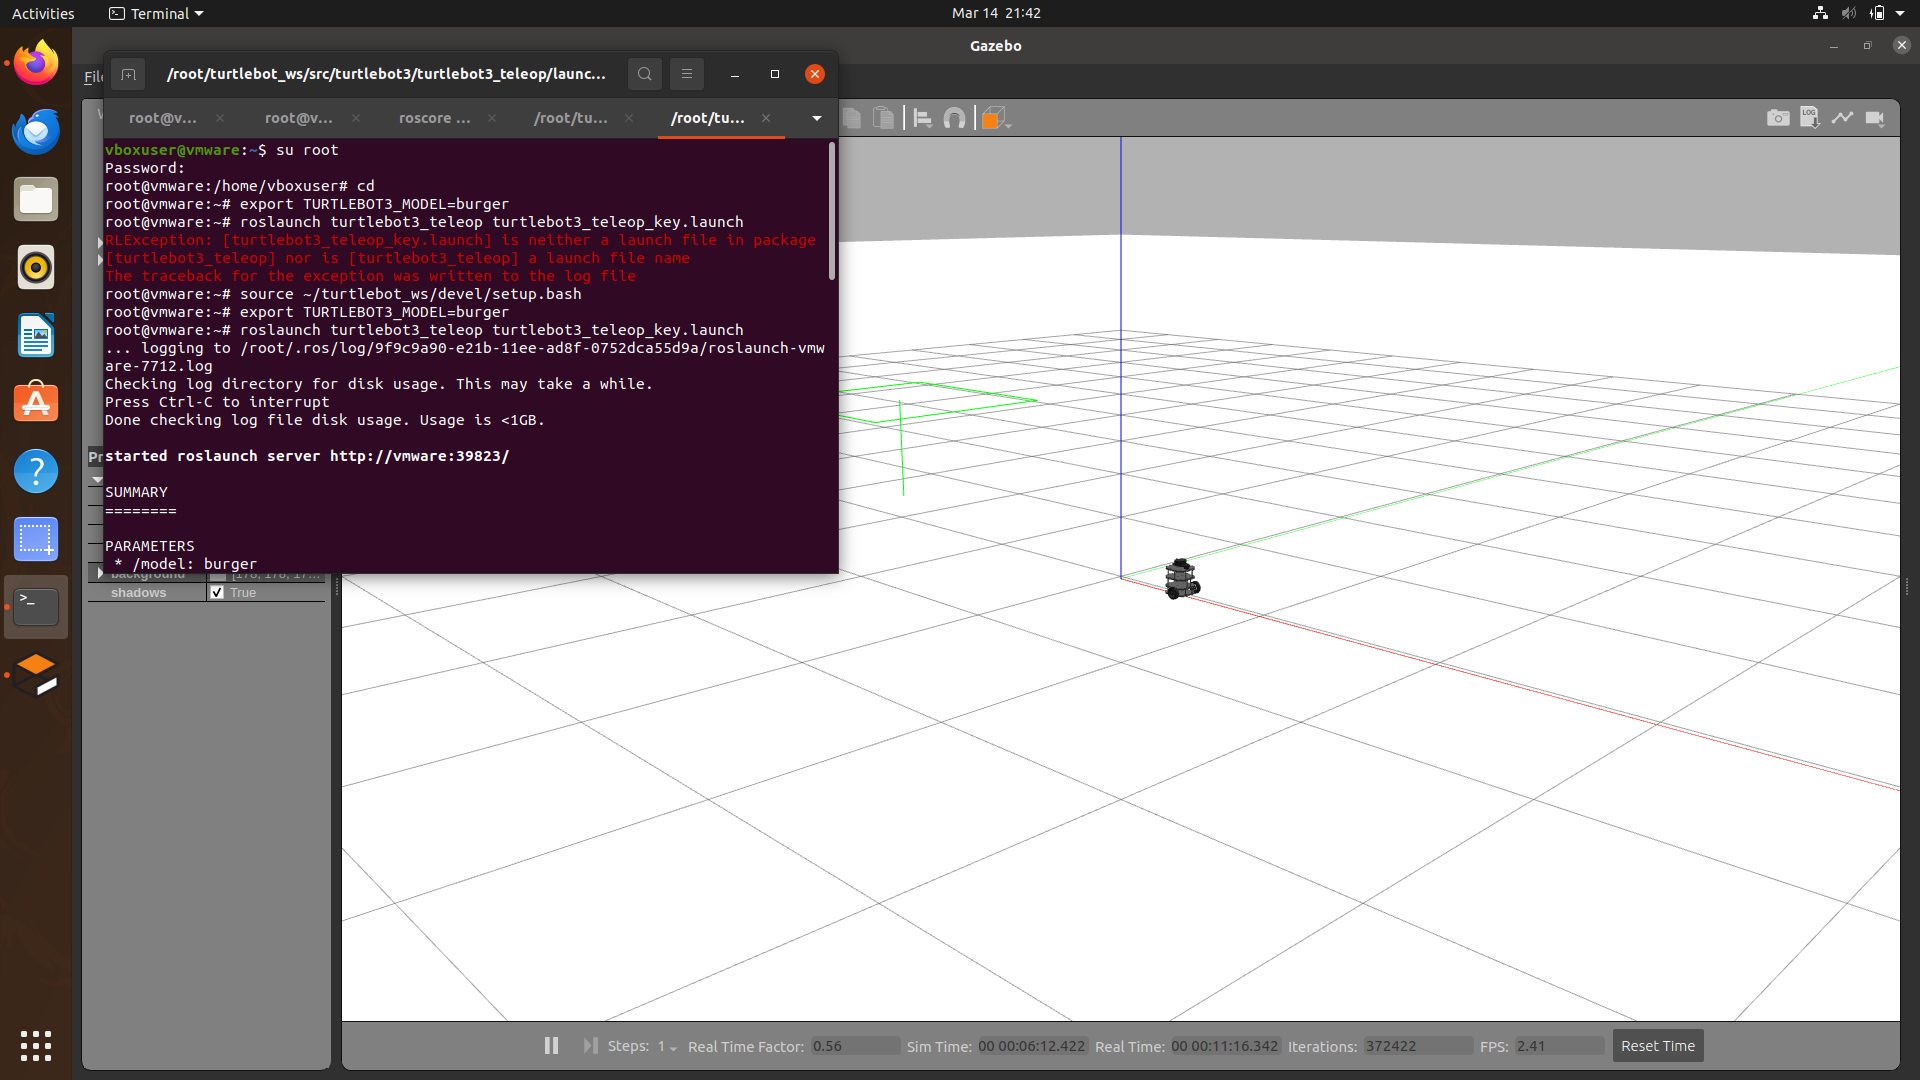 Activities
Terminal
Mar 14 21:42
Gazebo
/root/turtlebot_ws/src/turtlebot3/turtlebot3_teleop/launc...
root@v...
root@v...
roscore ...
/root/tu...
/root/tu...
vboxuser@vmware:~$ su root
Password:
root@vmware:/home/vboxuser# cd
root@vmware:~# export TURTLEBOT3_MODEL=burger
root@vmware:~# roslaunch turtlebot3_teleop turtlebot3_teleop_key.launch
RLException: [turtlebot3_teleop_key.launch] is neither a launch file in package
[turtlebot3_teleop] nor is [turtlebot3_teleop] a launch file name
The traceback for the exception was written to the log file
root@vmware:~# source ~/turtlebot_ws/devel/setup.bash
root@vmware:~# export TURTLEBOT3_MODEL=burger
root@vmware:~# roslaunch turtlebot3_teleop turtlebot3_teleop_key.launch
... logging to /root/.ros/log/9f9c9a90-e21b-11ee-ad8f-0752dca55d9a/roslaunch-vmw
are-7712.log
Checking log directory for disk usage. This may take a while.
Press Ctrl-C to interrupt
Done checking log file disk usage. Usage is <1GB.
started roslaunch server http://vmware:39823/
SUMMARY
========
PARAMETERS
* /model: burger
background
shadows
True
LOG
Steps: 1
Real Time Factor: 0.56
Sim Time: 00 00:06:12.422
Real Time: 00 00:11:16.342
Iterations: 372422
FPS: 2.41
Reset Time